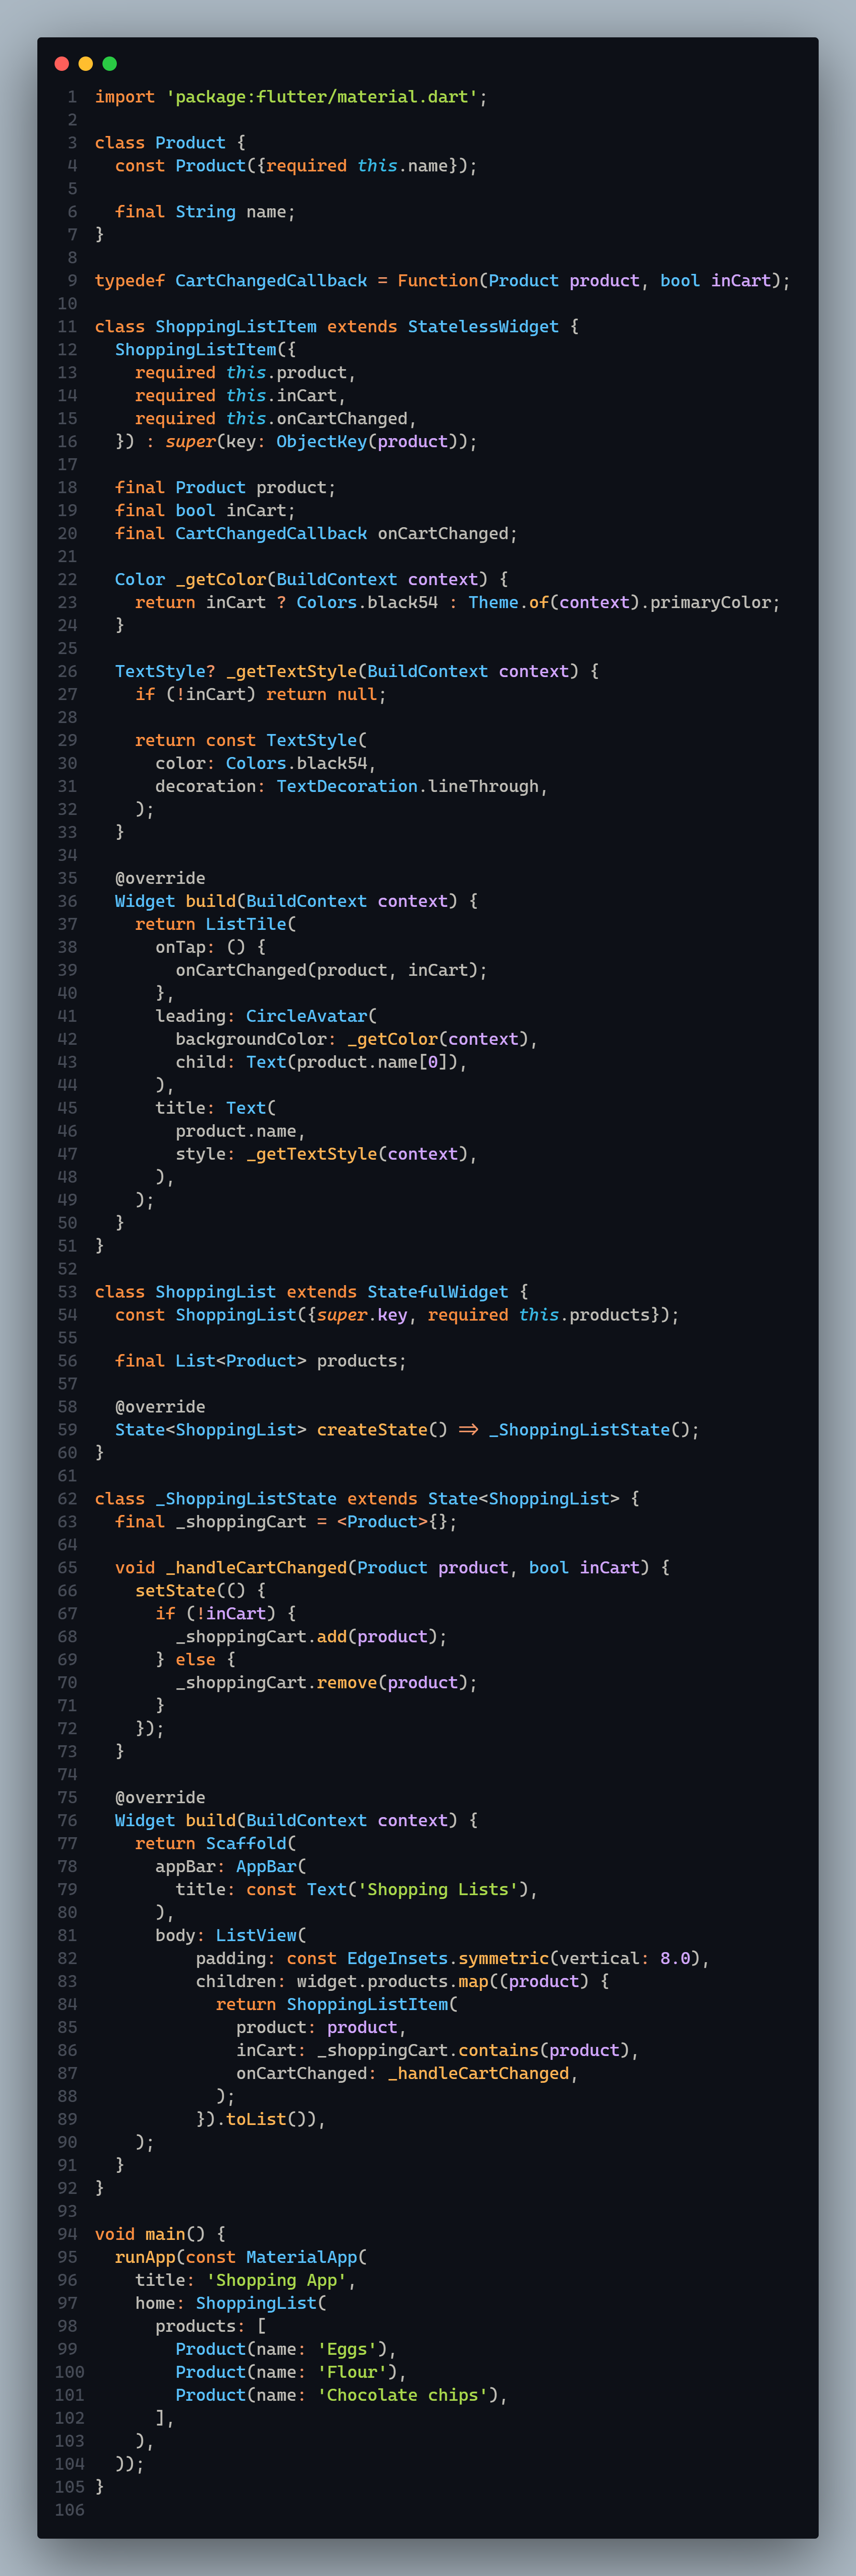 1 import 'package:flutter/material.dart';
2
3 class Product {
4   const Product({required this.name});
5
6   final String name;
7 }
8
9 typedef CartChangedCallback = Function(Product product, bool inCart);
10
11 class ShoppingListItem extends StatelessWidget {
12   ShoppingListItem({
13     required this.product,
14     required this.inCart,
15     required this.onCartChanged,
16   }) : super(key: ObjectKey(product));
17
18   final Product product;
19   final bool inCart;
20   final CartChangedCallback onCartChanged;
21
22   Color _getColor(BuildContext context) {
23     return inCart ? Colors.black54 : Theme.of(context).primaryColor;
24   }
25
26   TextStyle? _getTextStyle(BuildContext context) {
27     if (!inCart) return null;
28
29     return const TextStyle(
30       color: Colors.black54,
31       decoration: TextDecoration.lineThrough,
32     );
33   }
34
35   @override
36   Widget build(BuildContext context) {
37     return ListTile(
38       onTap: () {
39         onCartChanged(product, inCart);
40       },
41       leading: CircleAvatar(
42         backgroundColor: _getColor(context),
43         child: Text(product.name[0]),
44       ),
45       title: Text(
46         product.name,
47         style: _getTextStyle(context),
48       ),
49     );
50   }
51 }
52
53 class ShoppingList extends StatefulWidget {
54   const ShoppingList({super.key, required this.products});
55
56   final List<Product> products;
57
58   @override
59   State<ShoppingList> createState() => _ShoppingListState();
60 }
61
62 class _ShoppingListState extends State<ShoppingList> {
63   final _shoppingCart = <Product>{};
64
65   void _handleCartChanged(Product product, bool inCart) {
66     setState(() {
67       if (!inCart) {
68         _shoppingCart.add(product);
69       } else {
70         _shoppingCart.remove(product);
71       }
72     });
73   }
74
75   @override
76   Widget build(BuildContext context) {
77     return Scaffold(
78       appBar: AppBar(
79         title: const Text('Shopping Lists'),
80       ),
81       body: ListView(
82           padding: const EdgeInsets.symmetric(vertical: 8.0),
83           children: widget.products.map((product) {
84             return ShoppingListItem(
85               product: product,
86               inCart: _shoppingCart.contains(product),
87               onCartChanged: _handleCartChanged,
88             );
89           }).toList()),
90     );
91   }
92 }
93
94 void main() {
95   runApp(const MaterialApp(
96     title: 'Shopping App',
97     home: ShoppingList(
98       products: [
99         Product(name: 'Eggs'),
100         Product(name: 'Flour'),
101         Product(name: 'Chocolate chips'),
102       ],
103     ),
104   ));
105 }
106